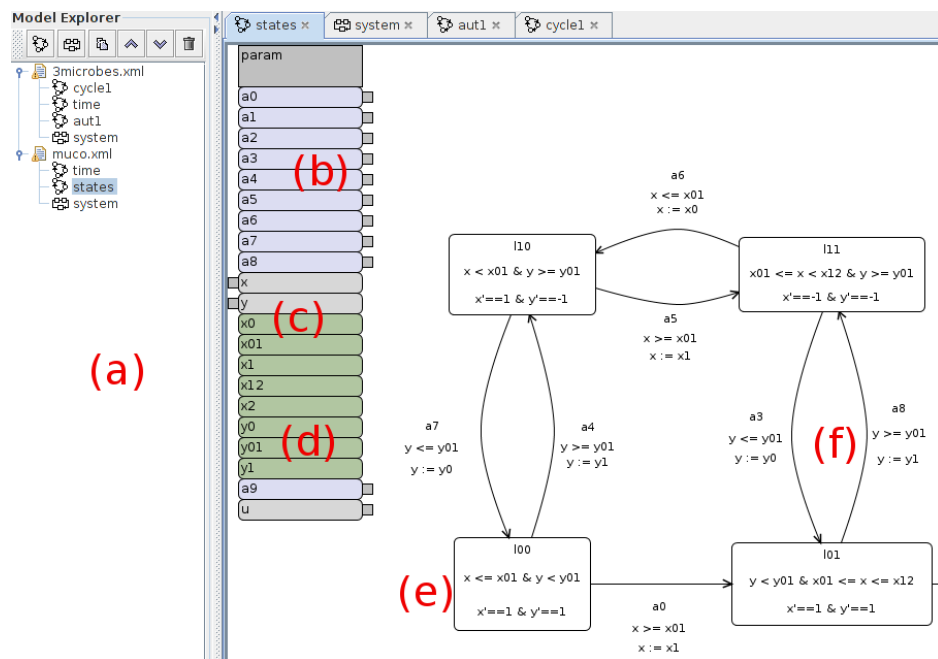 Model Explorer
3microbes.xml
cycle1
time
aut1
system
muco.xml
time
states
system
(a)
states ×
system ×
aut1 ×
cycle1 ×
param
a0
a1
a2
a3
(b)
a4
a5
a6
a7
a8
x
y
(c)
x0
x01
x1
x12
x2
y0
(d)
y01
y1
a9
u
a6
x <= x01
x := x0
l10
x < x01 & y >= y01
x'==1 & y'==-1
l11
x01 <= x < x12 & y >= y01
x'==-1 & y'==-1
a5
x >= x01
x := x1
a7
y <= y01
y := y0
a4
y >= y01
y := y1
a3
y <= y01
y := y0
(f)
a8
y >= y01
y := y1
(e)
l00
x <= x01 & y < y01
x'==1 & y'==1
a0
x >= x01
x := x1
l01
y < y01 & x01 <= x <= x12
x'==1 & y'==1